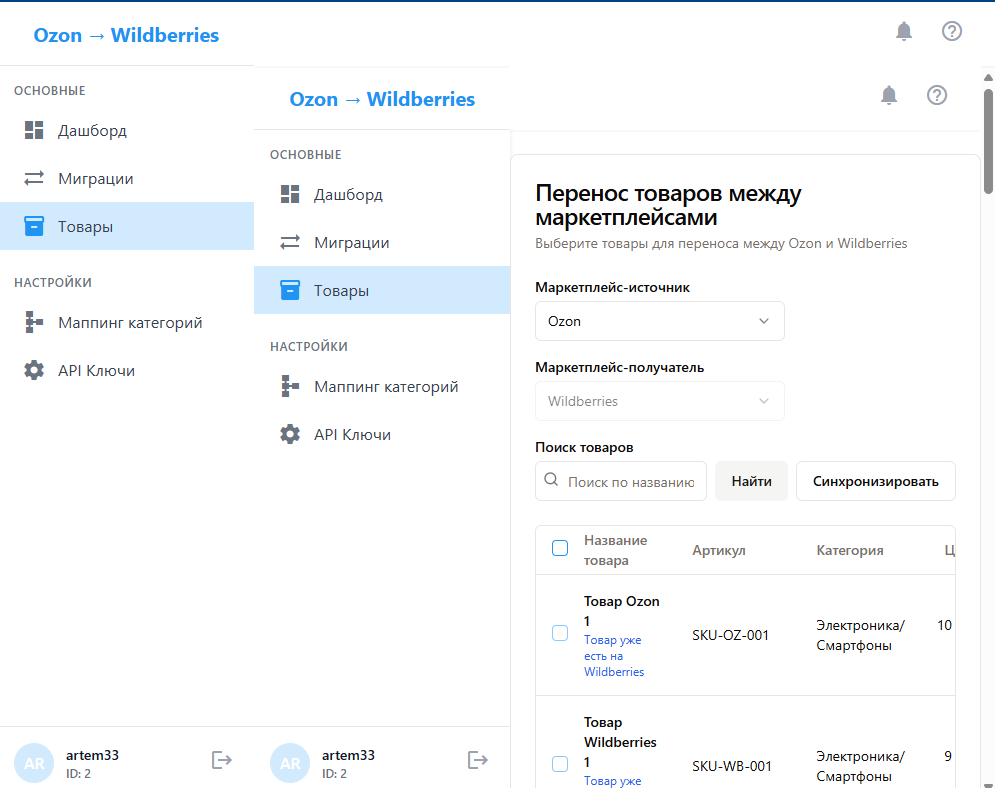 Ozon → Wildberries
ОСНОВНЫЕ
Дашборд
Миграции
Товары
НАСТРОЙКИ
Маппинг категорий
API Ключи
AR
artem33
ID: 2
Ozon → Wildberries
ОСНОВНЫЕ
Дашборд
Миграции
Товары
НАСТРОЙКИ
Маппинг категорий
API Ключи
AR
artem33
ID: 2
Перенос товаров между
маркетплейсами
Выберите товары для переноса между Ozon и Wildberries
Маркетплейс-источник
Ozon
Маркетплейс-получатель
Wildberries
Поиск товаров
Поиск по названию
Найти
Синхронизировать
Название
товара
Артикул
Категория
Ц
Товар Ozon
1
Товар уже
есть на
Wildberries
SKU-OZ-001
Электроника/
Смартфоны
10
Товар
Wildberries
1
Товар уже
SKU-WB-001
Электроника/
Смартфоны
9